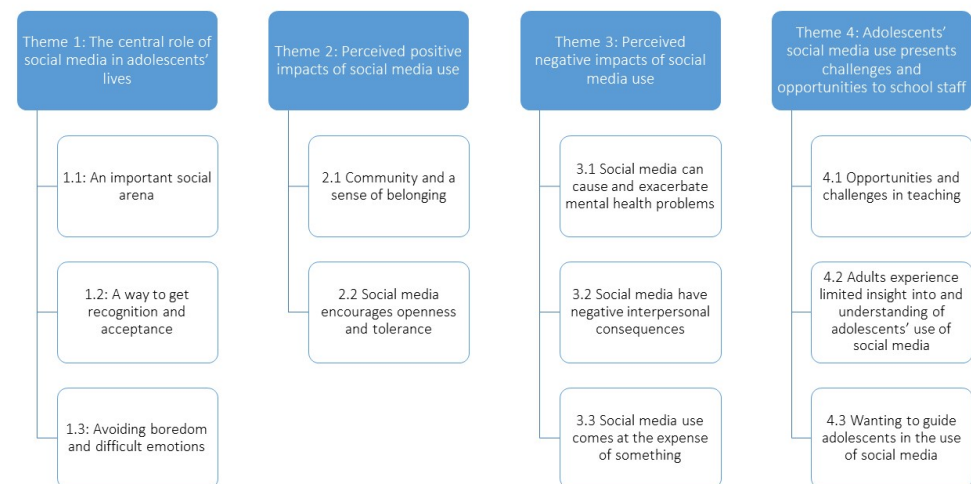 Theme 1: The central role of
social media in adolescents'
lives
1.1: An important social
arena
1.2: A way to get
recognition and
acceptance
1.3: Avoiding boredom
and difficult emotions
Theme 2: Perceived positive
impacts of social media use
2.1 Community and a
sense of belonging
2.2 Social media
encourages openness
and tolerance
Theme 3: Perceived
negative impacts of social
media use
3.1 Social media can
cause and exacerbate
mental health problems
3.2 Social media have
negative interpersonal
consequences
3.3 Social media use
comes at the expense
of something
Theme 4: Adolescents'
social media use presents
challenges and
opportunities to school staff
4.1 Opportunities and
challenges in teaching
4.2 Adults experience
limited insight into and
understanding of
adolescents' use of
social media
4.3 Wanting to guide
adolescents in the use
of social media